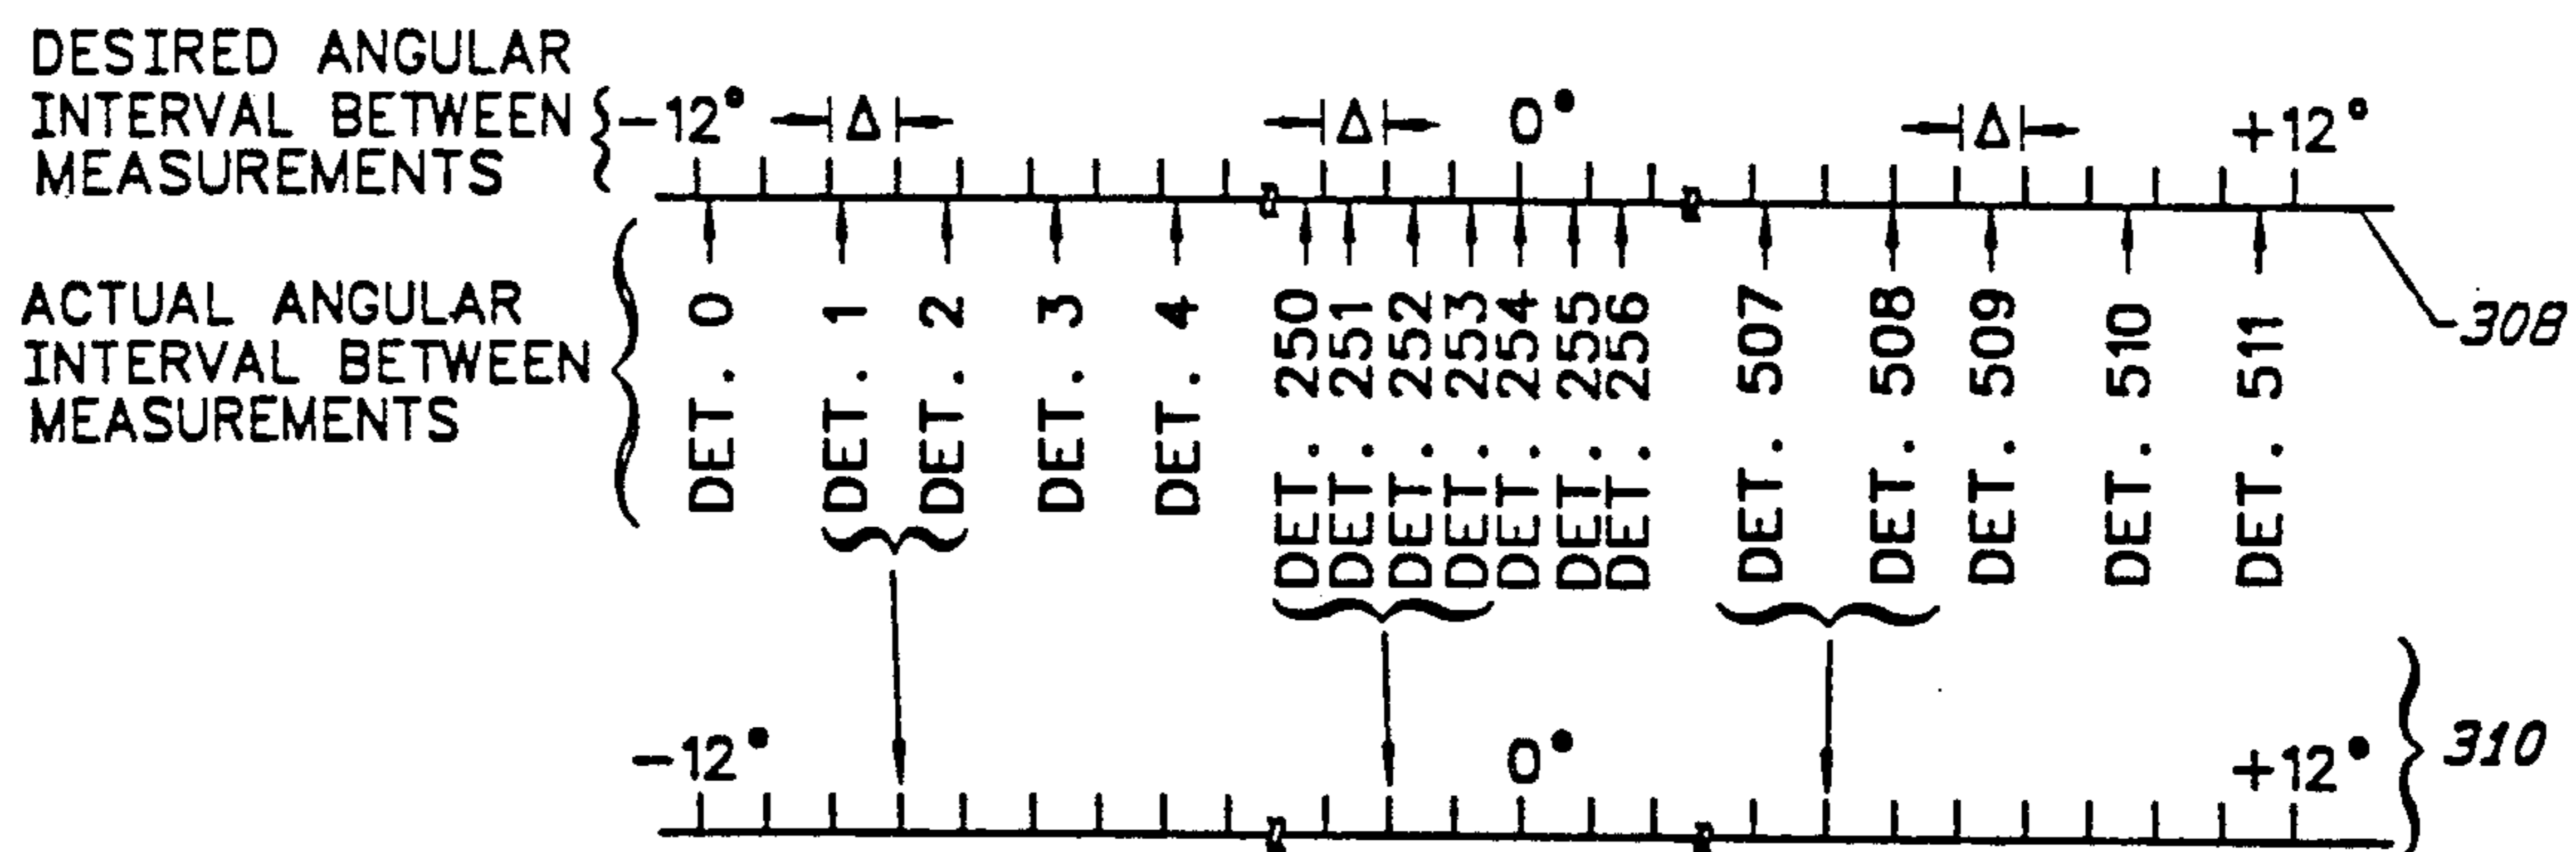 DESIRED ANGULAR
INTERVAL BETWEEN
MEASUREMENTS
-12° Δ Δ 0° Δ +12°
308
ACTUAL ANGULAR
INTERVAL BETWEEN
MEASUREMENTS
DET. 0
DET. 1
DET. 2
DET. 3
DET. 4
DET. 250
DET. 251
DET. 252
DET. 253
DET. 254
DET. 255
DET. 256
DET. 507
DET. 508
DET. 509
DET. 510
DET. 511
-12° 0° +12°
310